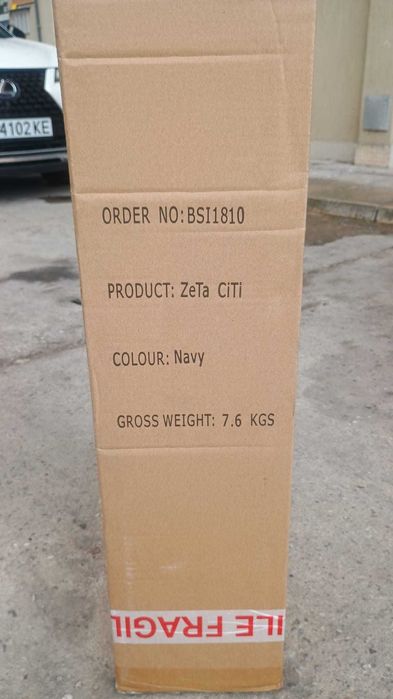 4102KE
ORDER NO:BSI1810
PRODUCT: ZeTa CiTi
COLOUR: Navy
GROSS WEIGHT: 7.6 KGS
ILE FRAGIL